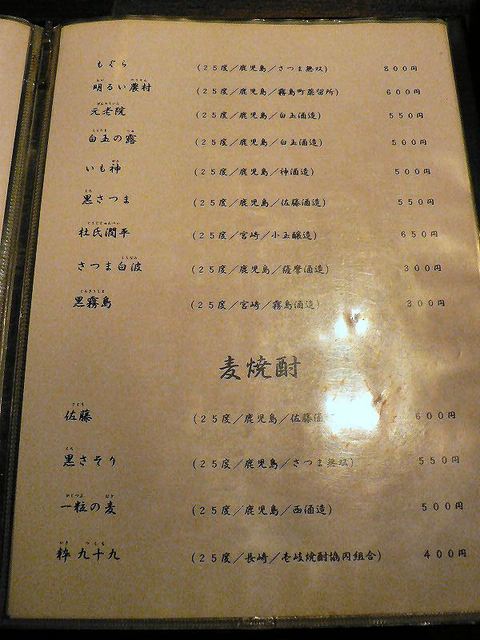 もぐら (25度/鹿児島/さつま無双) 800円
明るい農村 (25度/鹿児島/霧島町蒸留所) 600円
元老院 (25度/鹿児島/白玉酒造) 550円
白玉の露 (25度/鹿児島/白玉酒造) 500円
いも神 (25度/鹿児島/神酒造) 500円
黒さつま (25度/鹿児島/佐藤酒造) 550円
杜氏潤平 (25度/宮崎/小玉醸造) 650円
さつま白波 (25度/鹿児島/薩摩酒造) 300円
黒霧島 (25度/宮崎/霧島酒造) 300円
麦焼酎
佐藤 (25度/鹿児島/佐藤 600円
黒さそり (25度/鹿児島/さつま無双) 550円
一粒の麦 (25度/鹿児島/西酒造) 500円
粋 九十九 (25度/長崎/壱岐焼酎協同組合) 400円